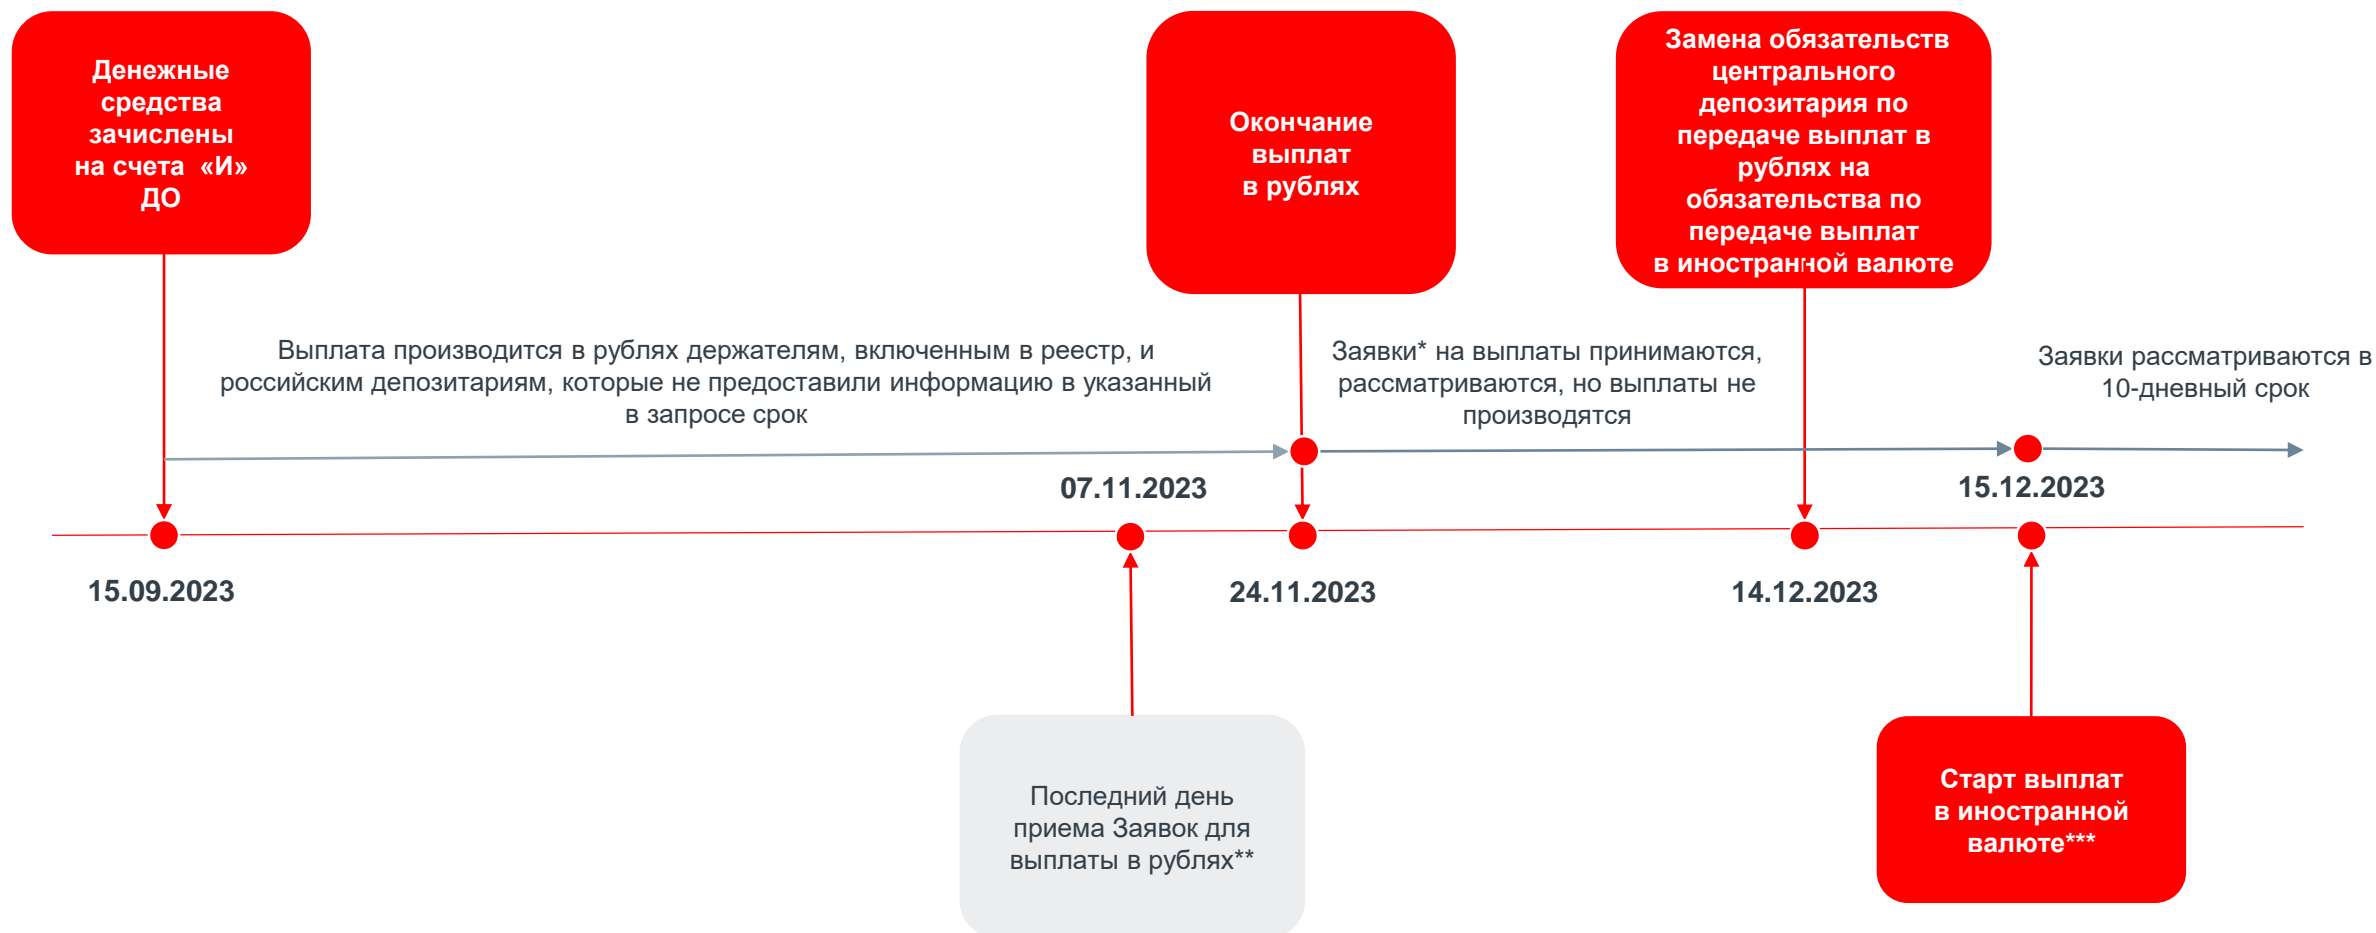 Денежные
средства
зачислены
на счета «И»
ДО
Окончание
выплат
в рублях
Замена обязательств
центрального
депозитария по
передаче выплат в
рублях на
обязательства по
передаче выплат
в иностранной валюте
Выплата производится в рублях держателям, включенным в реестр, и
российским депозитариям, которые не предоставили информацию в указанный
в запросе срок
Заявки* на выплаты принимаются,
рассматриваются, но выплаты не
производятся
Заявки рассматриваются в
10-дневный срок
07.11.2023
15.12.2023
15.09.2023
24.11.2023
14.12.2023
Последний день
приема Заявок для
выплаты в рублях**
Старт выплат
в иностранной
валюте***